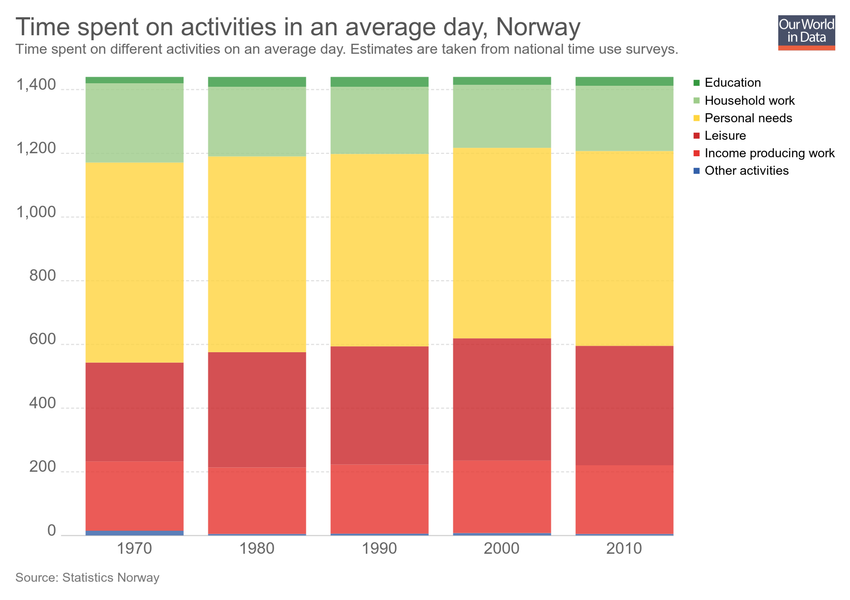 Time spent on activities in an average day, Norway
Time spent on different activities on an average day. Estimates are taken from national time use surveys.
Our World
in Data
1,400
1,200
1,000
800
600
400
200
0
1970 1980 1990 2000 2010
Education
Household work
Personal needs
Leisure
Income producing work
Other activities
Source: Statistics Norway